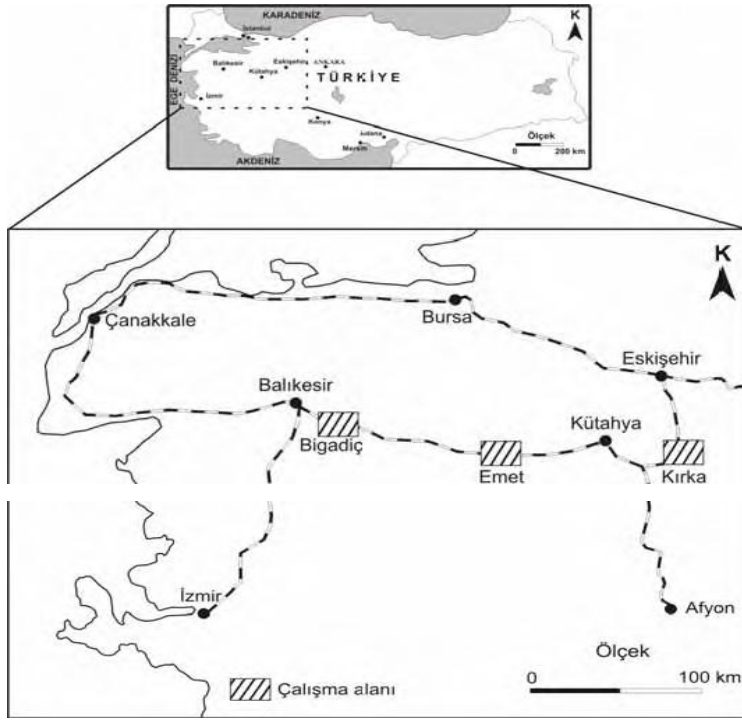 KARADENİZ
K
İstanbul
EGE DENİZİ
Balıkesir
Eskişehir
ANKARA
Kütahya
TÜRKİYE
İzmir
Konya
Adana
Mersin
Ölçek
0 200 km
AKDENİZ
K
Çanakkale
Bursa
Eskişehir
Balıkesir
Kütahya
Bigadiç
Emet
Kırka
İzmir
Afyon
Ölçek
0 100 km
Çalışma alanı